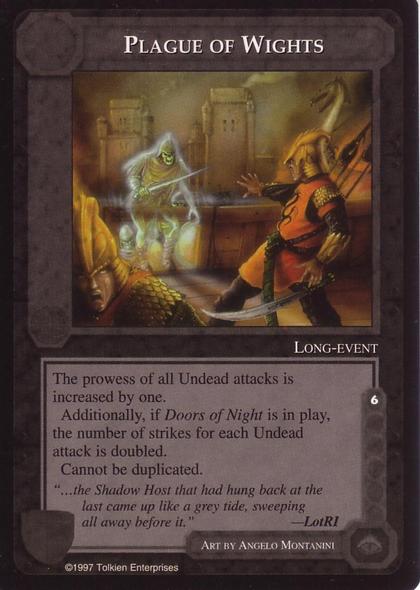 PLAGUE OF WIGHTS
LONG-EVENT
The prowess of all Undead attacks is
increased by one.
Additionally, if Doors of Night is in play,
the number of strikes for each Undead
attack is doubled.
Cannot be duplicated.
6
“...the Shadow Host that had hung back at the
last came up like a grey tide, sweeping
all away before it.” —LotRI
ART BY ANGELO MONTANINI
©1997 Tolkien Enterprises